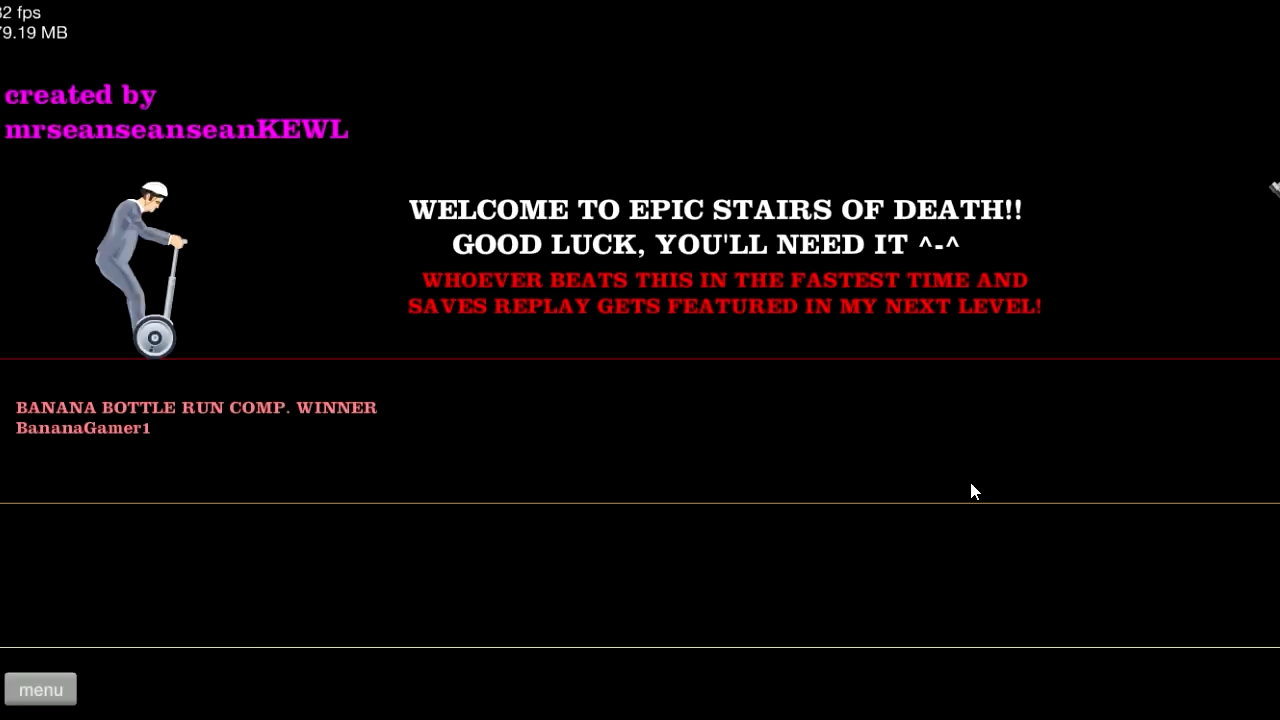 32 fps
79.19 MB
created by
mrseanseanseanKEWL
WELCOME TO EPIC STAIRS OF DEATH!!
GOOD LUCK, YOU'LL NEED IT ^-^
WHOEVER BEATS THIS IN THE FASTEST TIME AND
SAVES REPLAY GETS FEATURED IN MY NEXT LEVEL!
BANANA BOTTLE RUN COMP. WINNER
BananaGamer1
menu